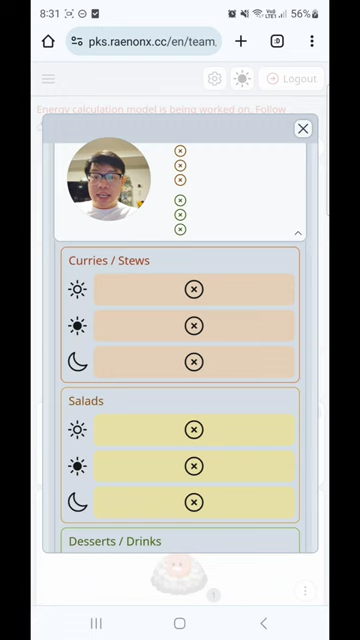 8:31
56%
pks.raenonx.cc/en/team
Logout
Energy calculation model is being worked on. Follow
Curries / Stews
Salads
Desserts / Drinks